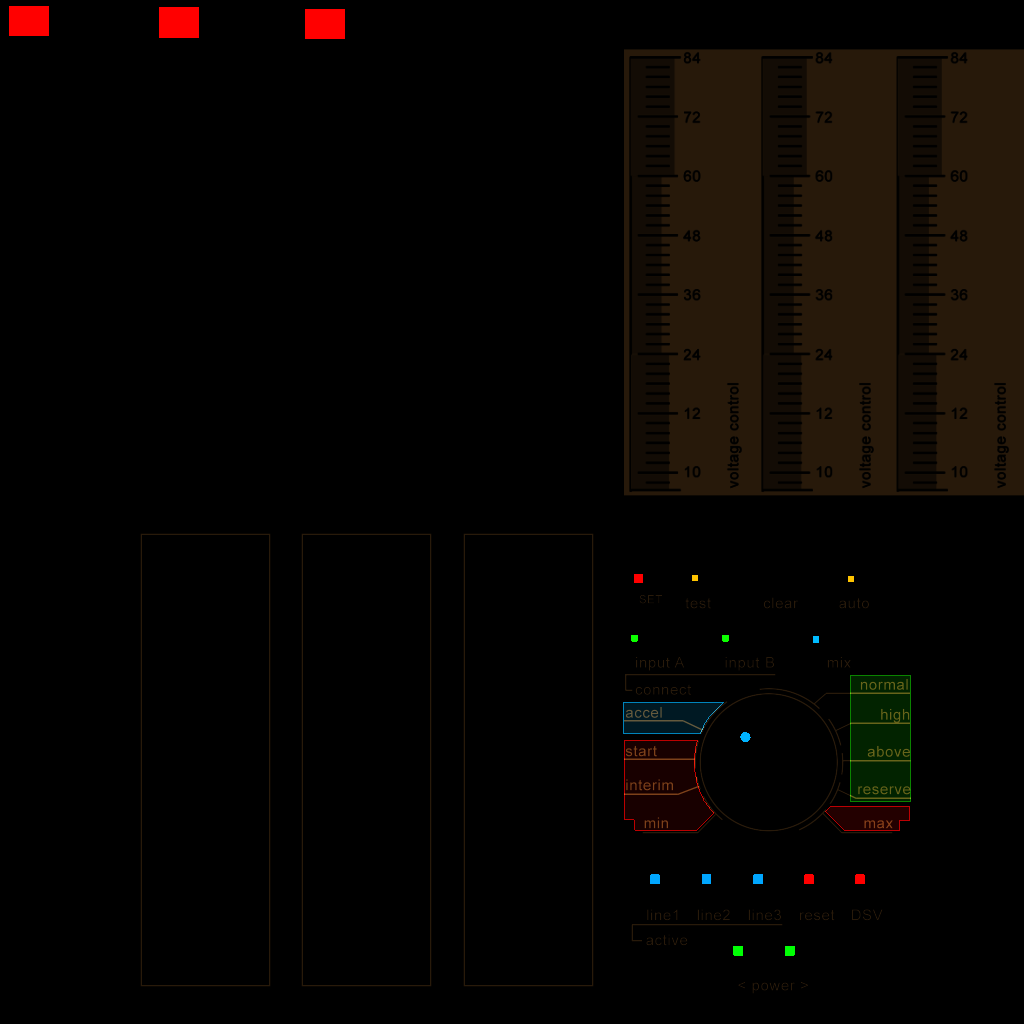 84 84 84
72 72 72
60 60 60
48 48 48
36 36 36
24 24 24
12 12 12
10 10 10
voltage control voltage control voltage control
SET test clear auto
input A input B mix
connect
normal
accel
high
start
above
interim
reserve
min
max
line1 line2 line3 reset DSV
active
< power >